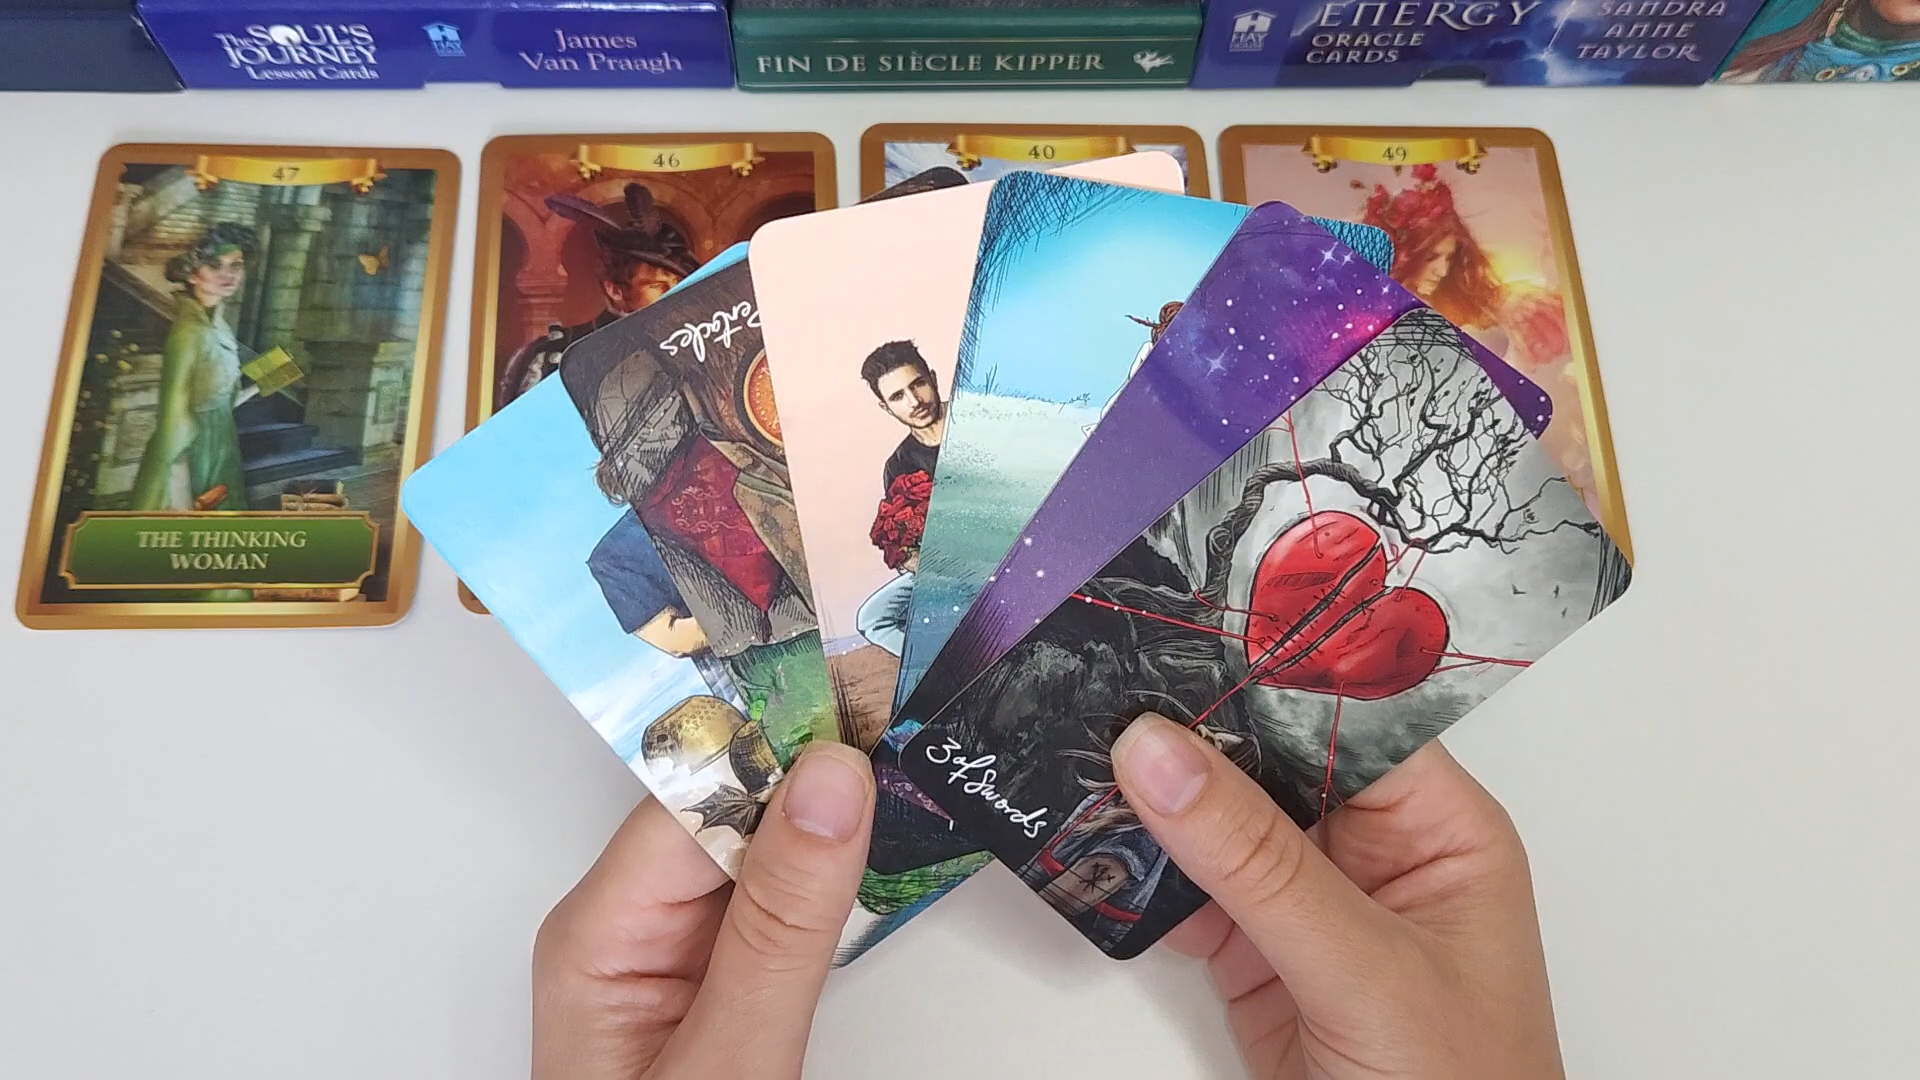 The SOUL'S
JOURNEY
Lesson Cards
HAY
HOUSE
James
Van Praagh
FIN DE SIÈCLE KIPPER
HAY
HOUSE
ENERGY
ORACLE
CARDS
SANDRA
ANNE
TAYLOR
47
46
40
49
THE THINKING
WOMAN
Pentacles
3 of Swords